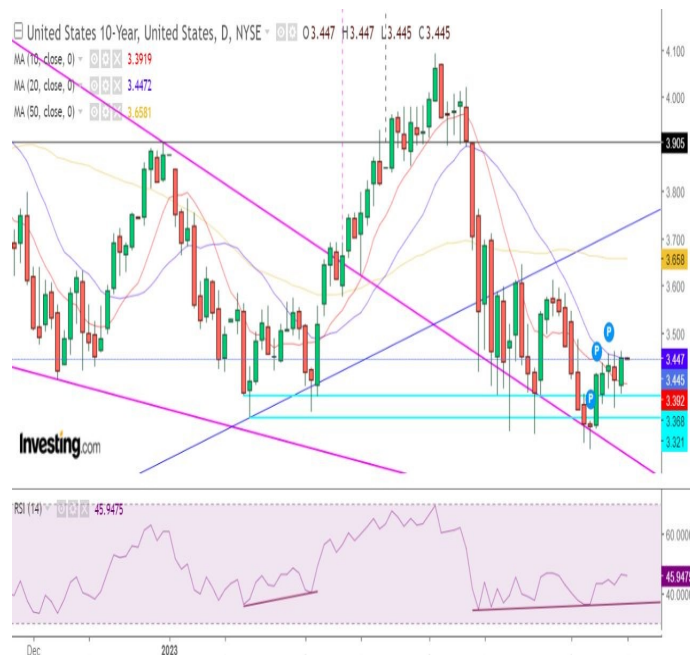 United States 10-Year, United States, D, NYSE O3.447 H3.447 L3.445 C3.445
MA (10, close, 0) 3.3919
MA (20, close, 0) 3.4472
MA (50, close, 0) 3.6581
4.100
4.000
3.905
3.800
3.700
3.658
3.600
3.500
P
P
3.447
3.445
P
3.392
3.368
3.321
Investing.com
RSI (14) 45.9475
60.0000
45.9475
40.0000
Dec 2023